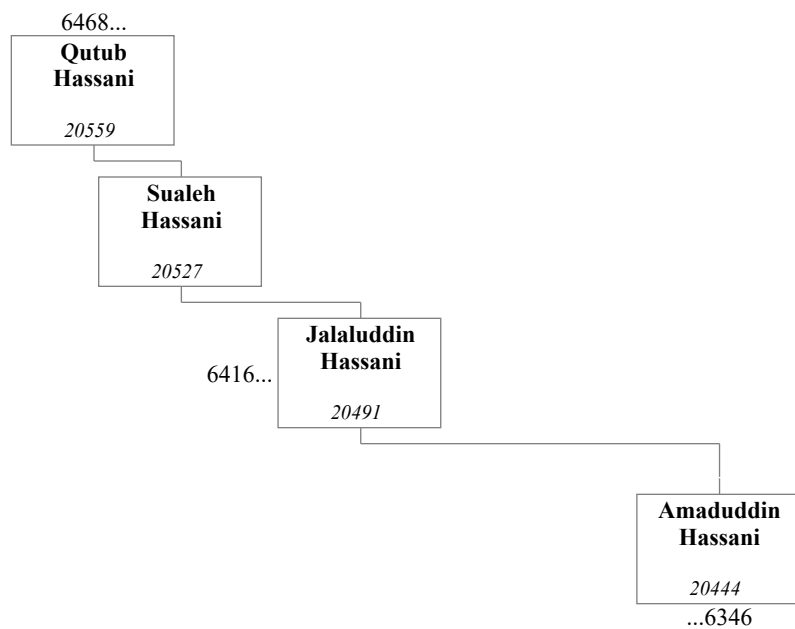 6468...
Qutub
Hassani
20559
Sualeh
Hassani
20527
Jalaluddin
Hassani
6416...
20491
Amaduddin
Hassani
20444
...6346